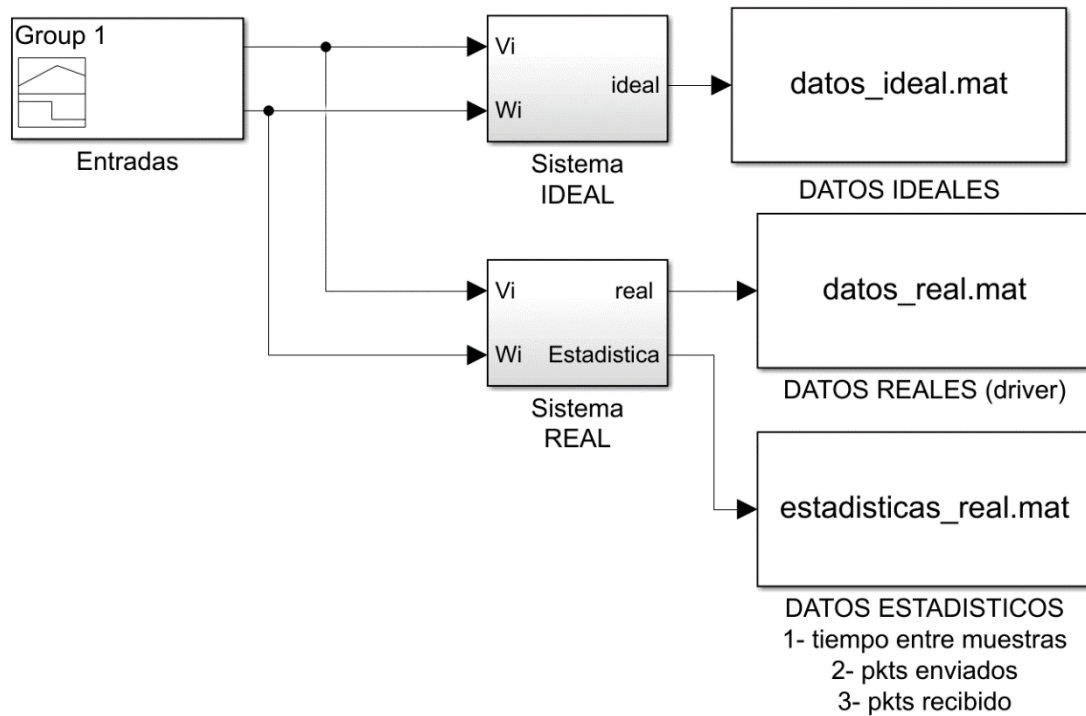 Group 1
Entradas
Vi
Wi
ideal
Sistema
IDEAL
datos_ideal.mat
DATOS IDEALES
Vi
Wi
real
Estadistica
Sistema
REAL
datos_real.mat
DATOS REALES (driver)
estadisticas_real.mat
DATOS ESTADISTICOS
1- tiempo entre muestras
2- pkts enviados
3- pkts recibido